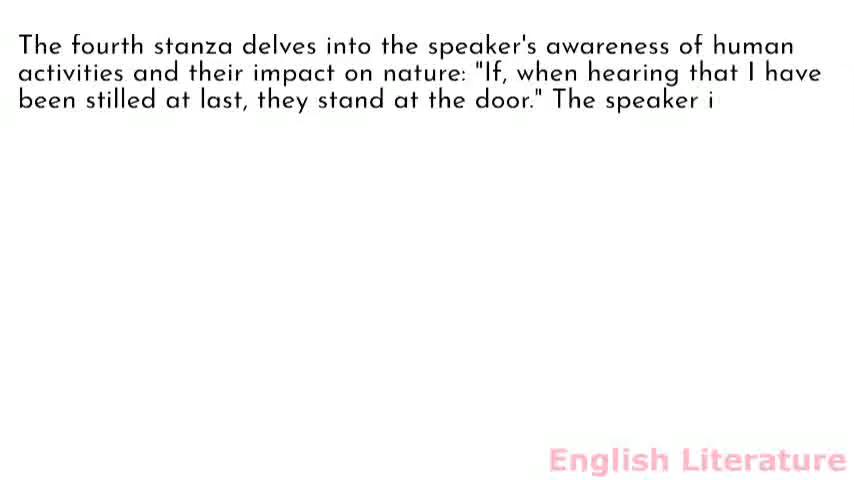 The fourth stanza delves into the speaker's awareness of human
activities and their impact on nature: "If, when hearing that I have
been stilled at last, they stand at the door." The speaker i
English Literature